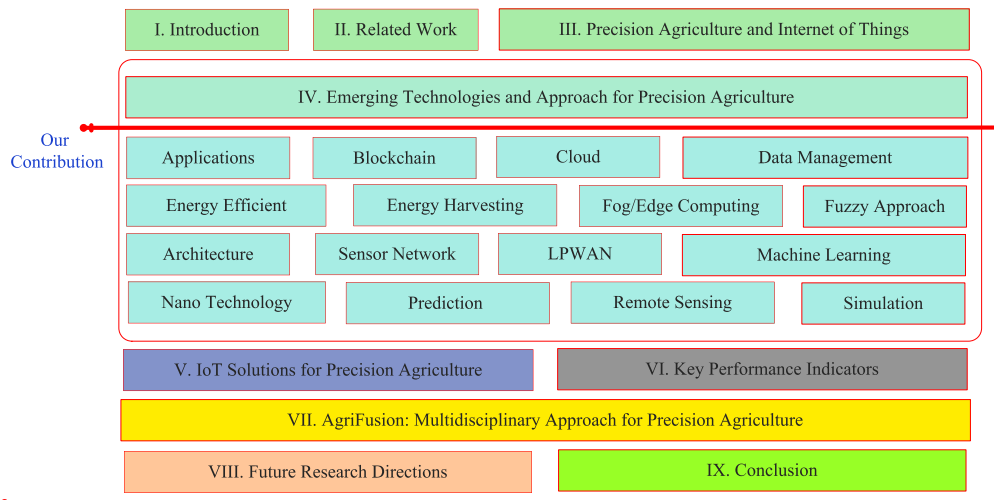 I. Introduction
II. Related Work
III. Precision Agriculture and Internet of Things
IV. Emerging Technologies and Approach for Precision Agriculture
Our
Contribution
Applications
Blockchain
Cloud
Data Management
Energy Efficient
Energy Harvesting
Fog/Edge Computing
Fuzzy Approach
Architecture
Sensor Network
LPWAN
Machine Learning
Nano Technology
Prediction
Remote Sensing
Simulation
V. IoT Solutions for Precision Agriculture
VI. Key Performance Indicators
VII. AgriFusion: Multidisciplinary Approach for Precision Agriculture
VIII. Future Research Directions
IX. Conclusion